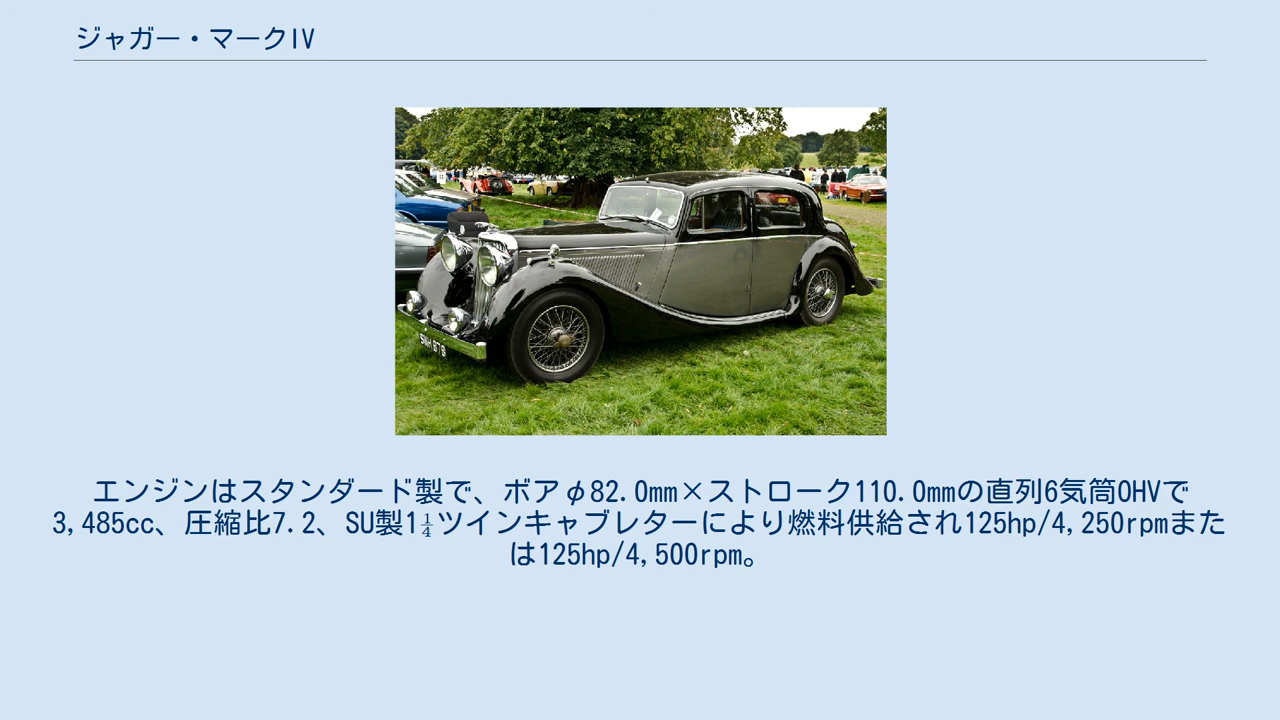 ジャガー・マークIV
エンジンはスタンダード製で、ボアφ82.0mm×ストローク110.0mmの直列6気筒OHVで
3,485cc、圧縮比7.2、SU製1¼ツインキャブレターにより燃料供給され125hp/4,250rpmまた
は125hp/4,500rpm。